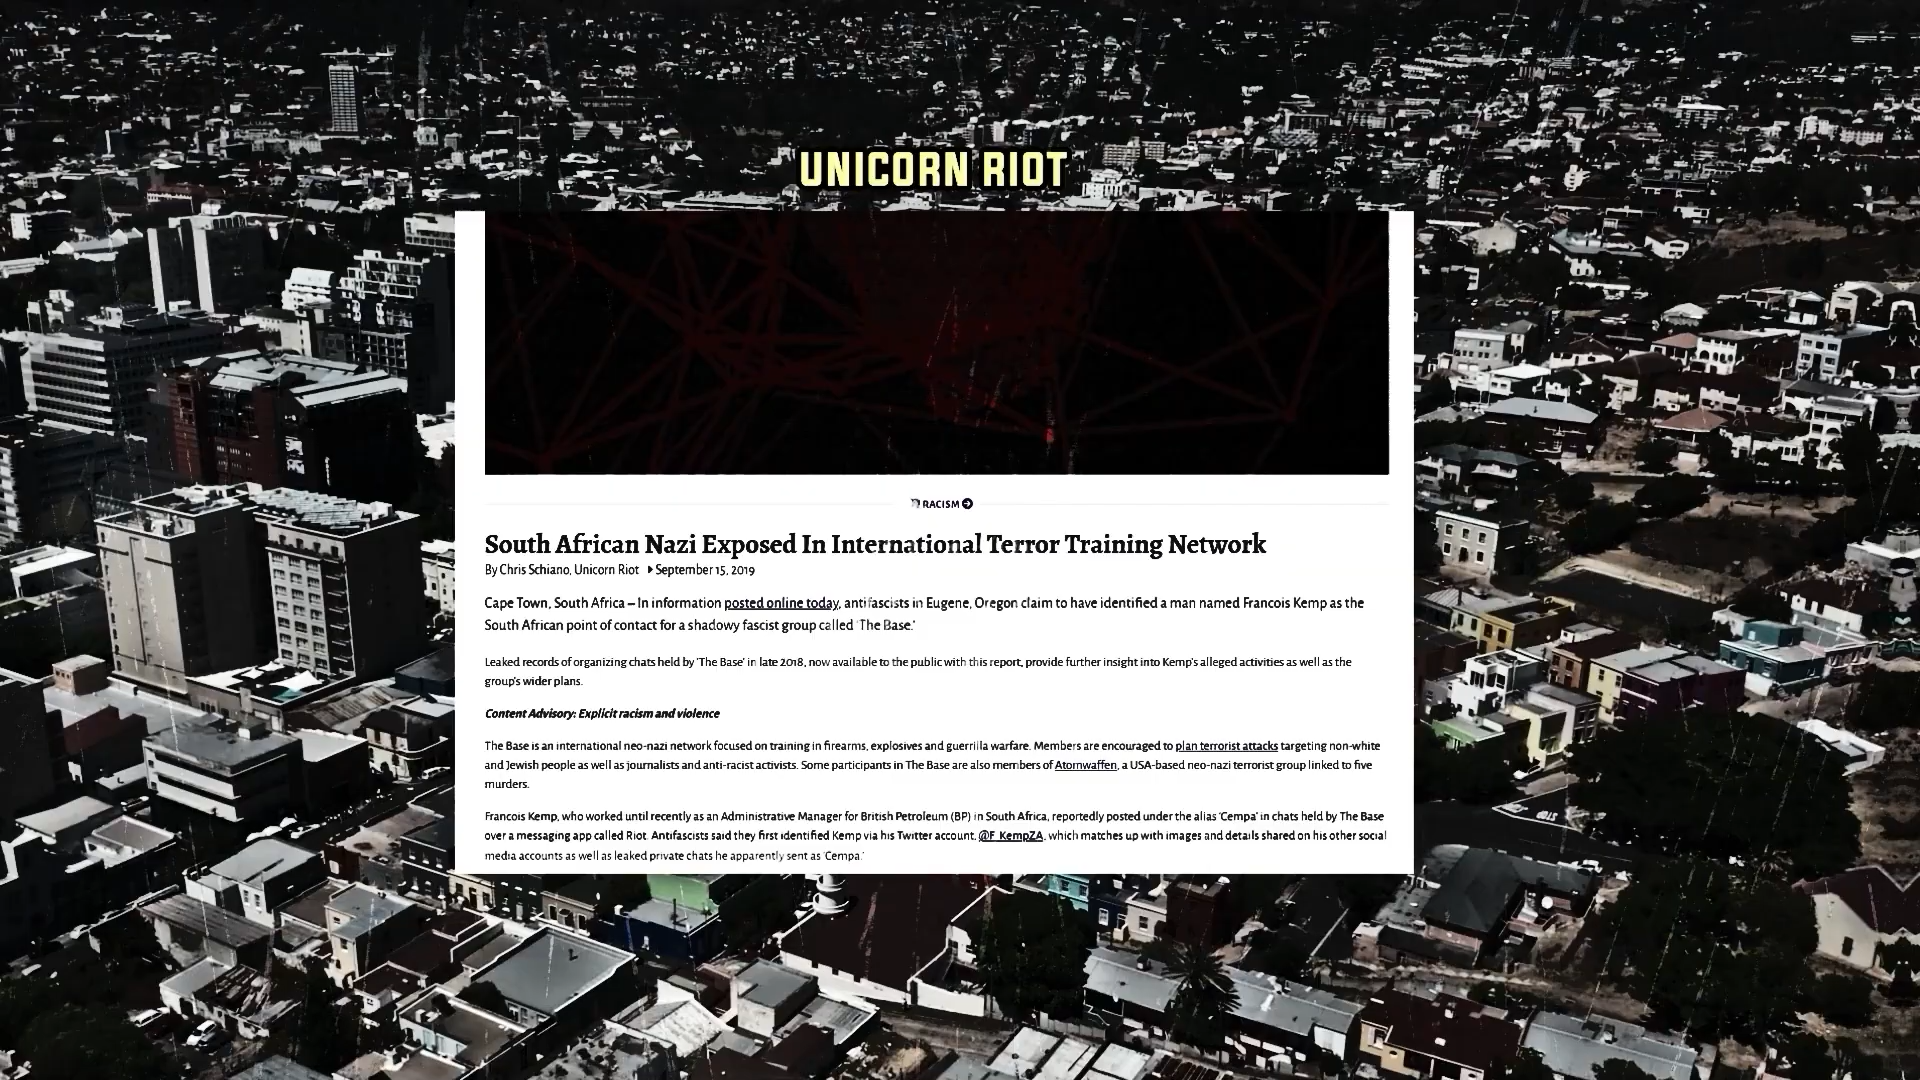 UNICORN RIOT
RACISM
South African Nazi Exposed In International Terror Training Network
By Chris Schiano, Unicorn Riot September 15, 2019
Cape Town, South Africa – In information posted online today, antifascists in Eugene, Oregon claim to have identified a man named Francois Kemp as the
South African point of contact for a shadowy fascist group called 'The Base.'
Leaked records of organizing chats held by 'The Base' in late 2018, now available to the public with this report, provide further insight into Kemp's alleged activities as well as the
group's wider plans.
Content Advisory: Explicit racism and violence
The Base is an international neo-nazi network focused on training in firearms, explosives and guerrilla warfare. Members are encouraged to plan terrorist attacks targeting non-white
and Jewish people as well as journalists and anti-racist activists. Some participants in The Base are also members of Atomwaffen, a USA-based neo-nazi terrorist group linked to five
murders.
Francois Kemp, who worked until recently as an Administrative Manager for British Petroleum (BP) in South Africa, reportedly posted under the alias 'Cempa' in chats held by The Base
over a messaging app called Riot. Antifascists said they first identified Kemp via his Twitter account, @F_KempZA, which matches up with images and details shared on his other social
media accounts as well as leaked private chats he apparently sent as 'Cempa.'